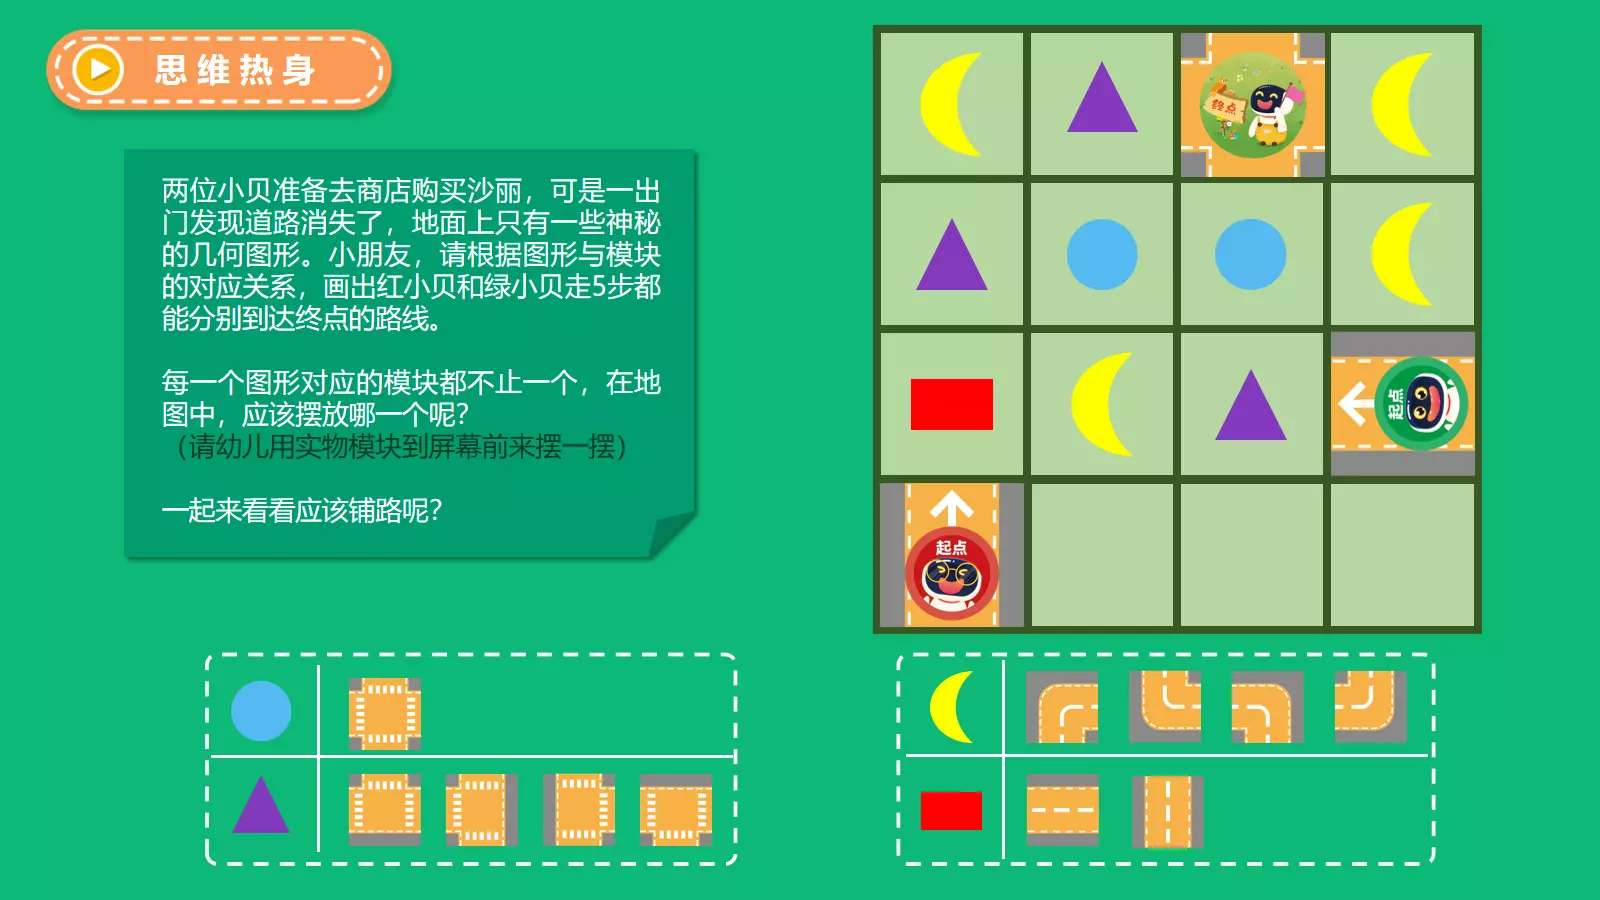 思维热身
两位小贝准备去商店购买沙丽，可是一出
门发现道路消失了，地面上只有一些神秘
的几何图形。小朋友，请根据图形与模块
的对应关系，画出红小贝和绿小贝走5步都
能分别到达终点的路线。
每一个图形对应的模块都不止一个，在地
图中，应该摆放哪一个呢？
（请幼儿用实物模块到屏幕前来摆一摆）
一起来看看应该铺路呢？
终点
起点
起点